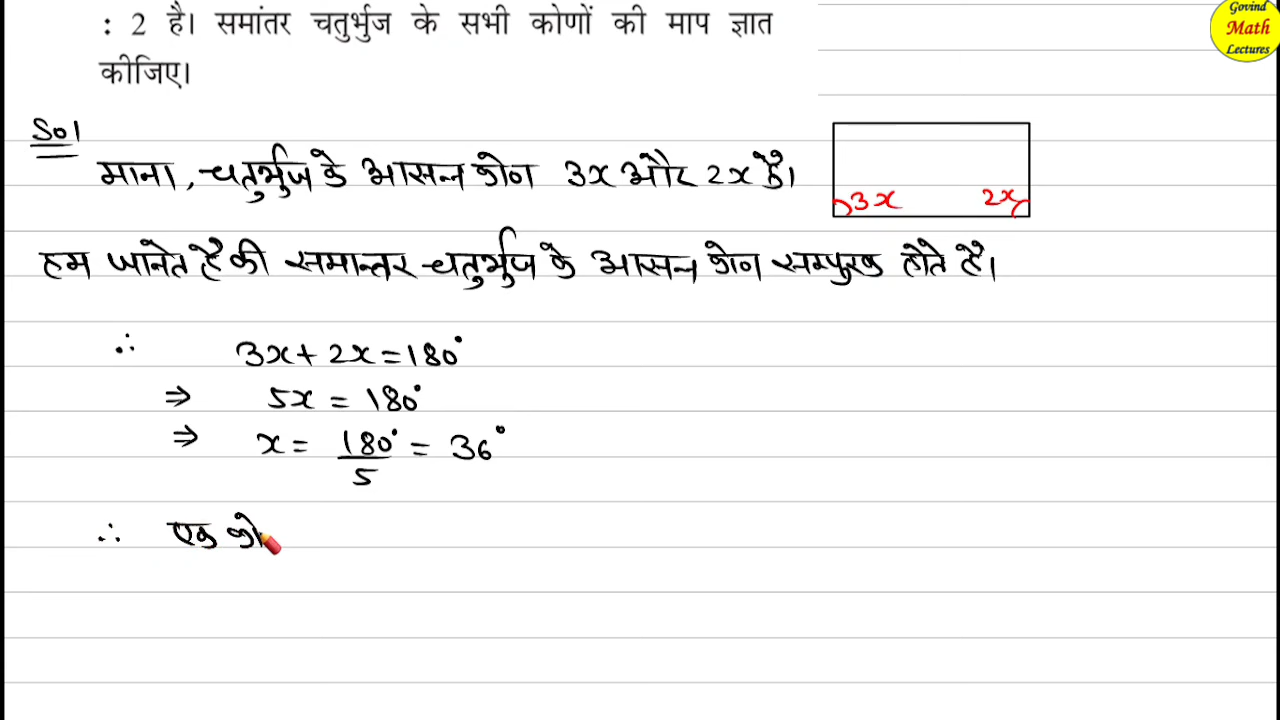 : 2 है। समांतर चतुर्भुज के सभी कोणों की माप ज्ञात
कीजिए।
Govind
Math
Lectures
Sol
माना, चतुर्भुज के आसन्न कोन 3x और 2x है।
3x 2x
हम जानते है की समान्तर चतुर्भुज के आसन्न कोन सम्पुरक होते है।
∴ 3x + 2x = 180°
⇒ 5x = 180°
⇒ x = 180°/5 = 36°
∴ एक को